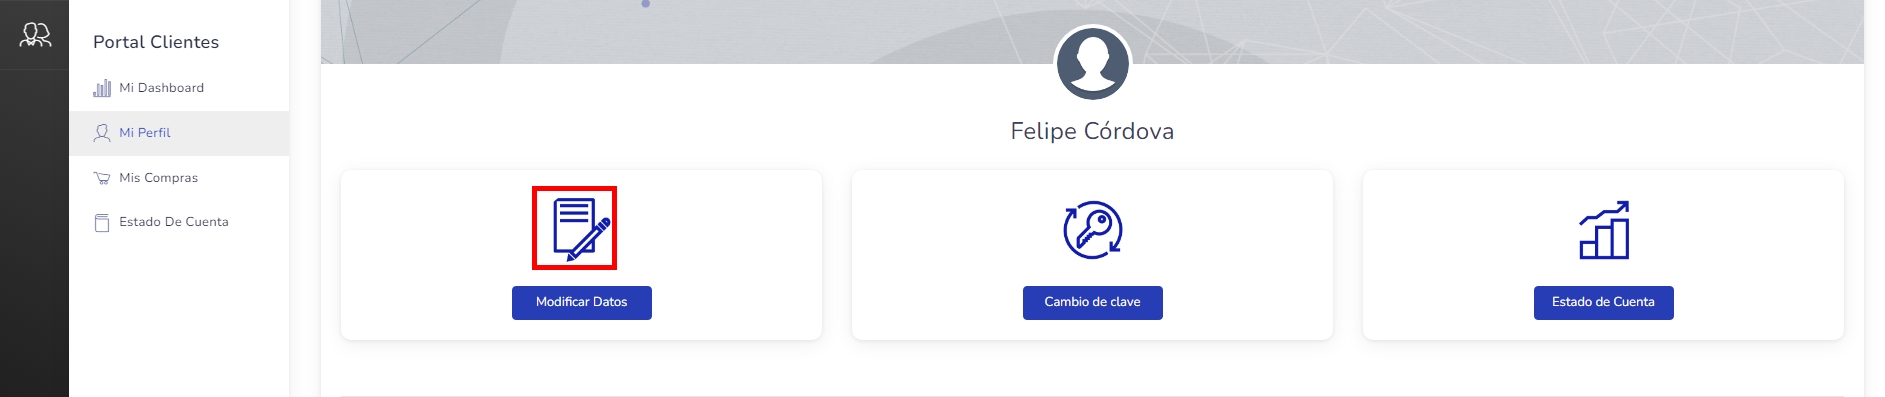 Portal Clientes
Mi Dashboard
Mi Perfil
Mis Compras
Estado De Cuenta
Felipe Córdova
Modificar Datos
Cambio de clave
Estado de Cuenta